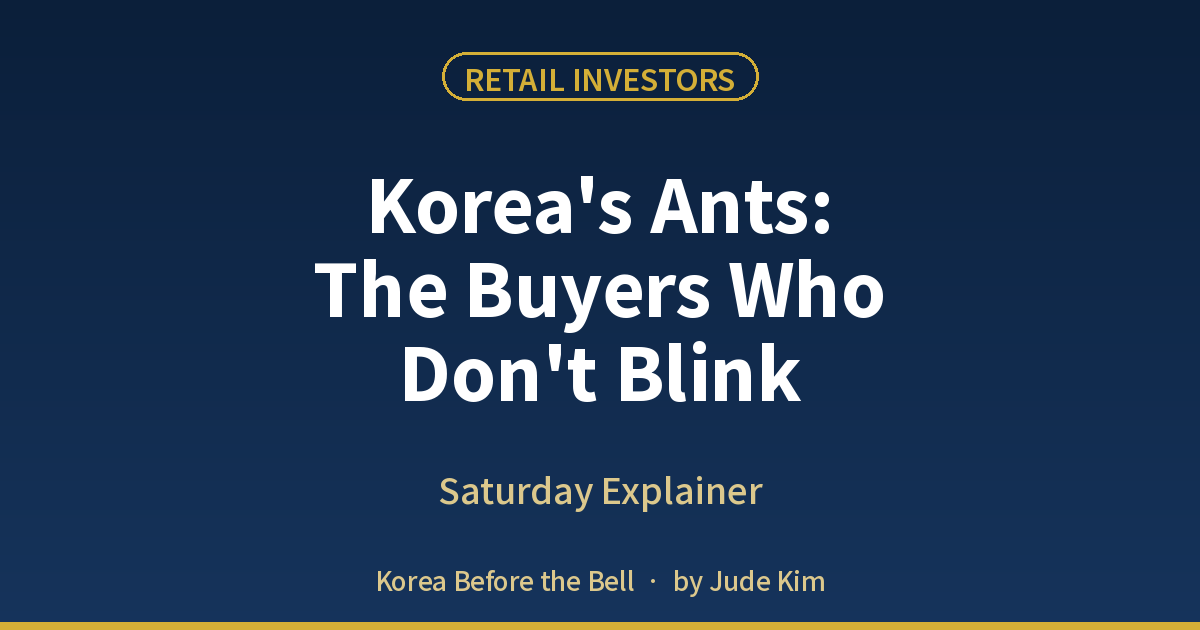 RETAIL INVESTORS
Korea's Ants:
The Buyers Who
Don't Blink
Saturday Explainer
Korea Before the Bell · by Jude Kim